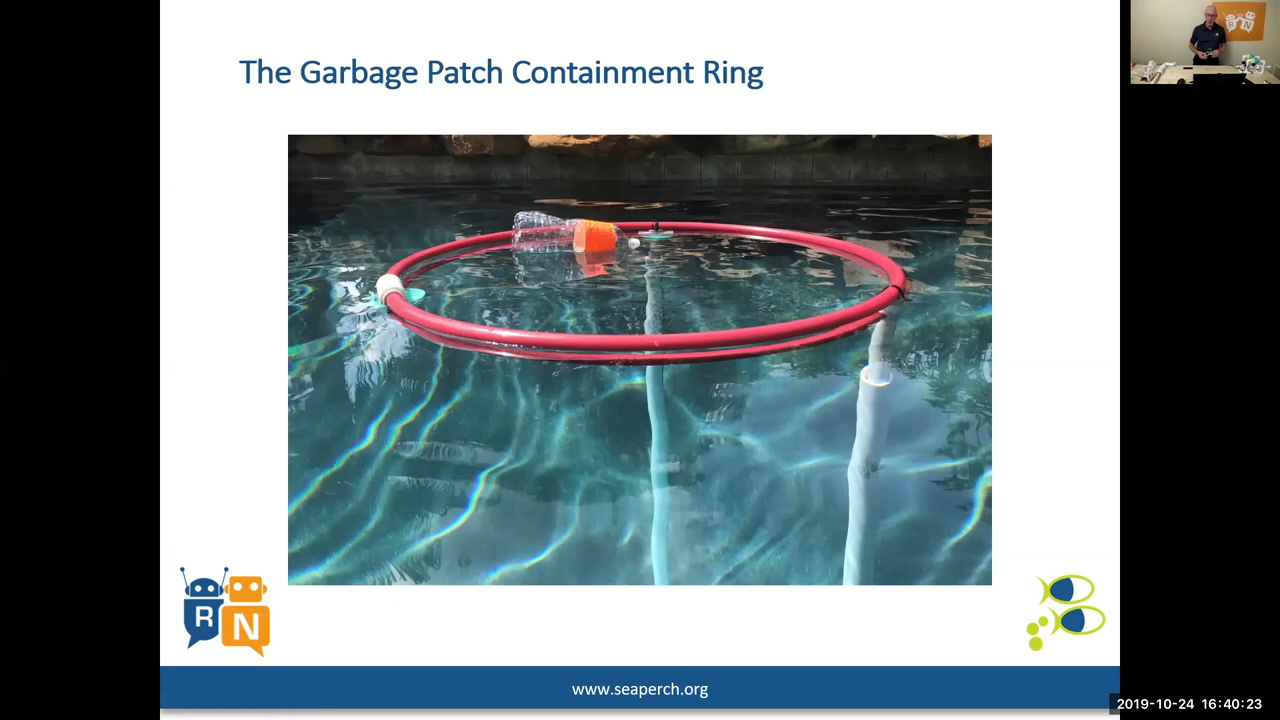 The Garbage Patch Containment Ring
R N
R
N
www.seaperch.org
2019-10-24 16:40:23